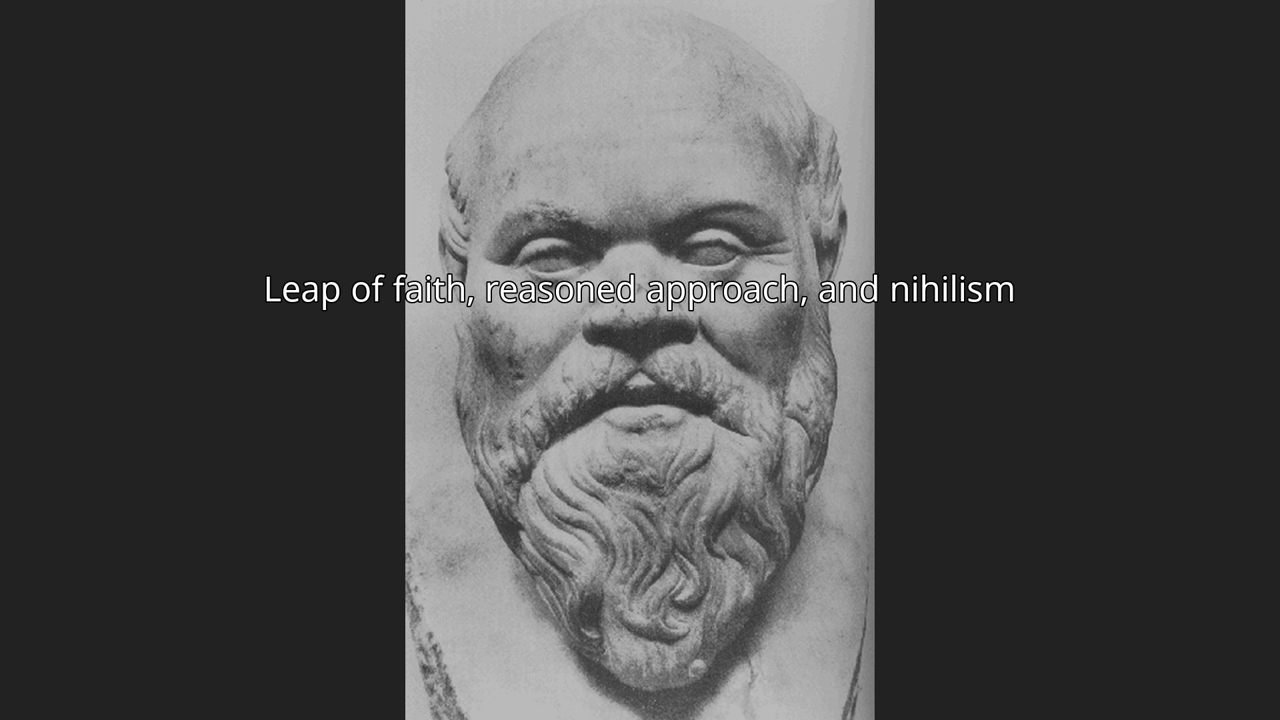 Leap of faith, reasoned approach, and nihilism